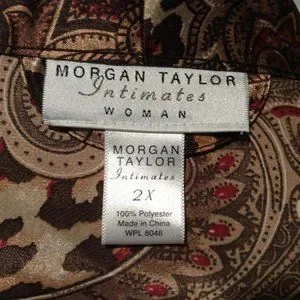 MORGAN TAYLOR
Intimates
WOMAN
MORGAN
TAYLOR
Intimates
2X
100% Polyester
Made in China
WPL 8046